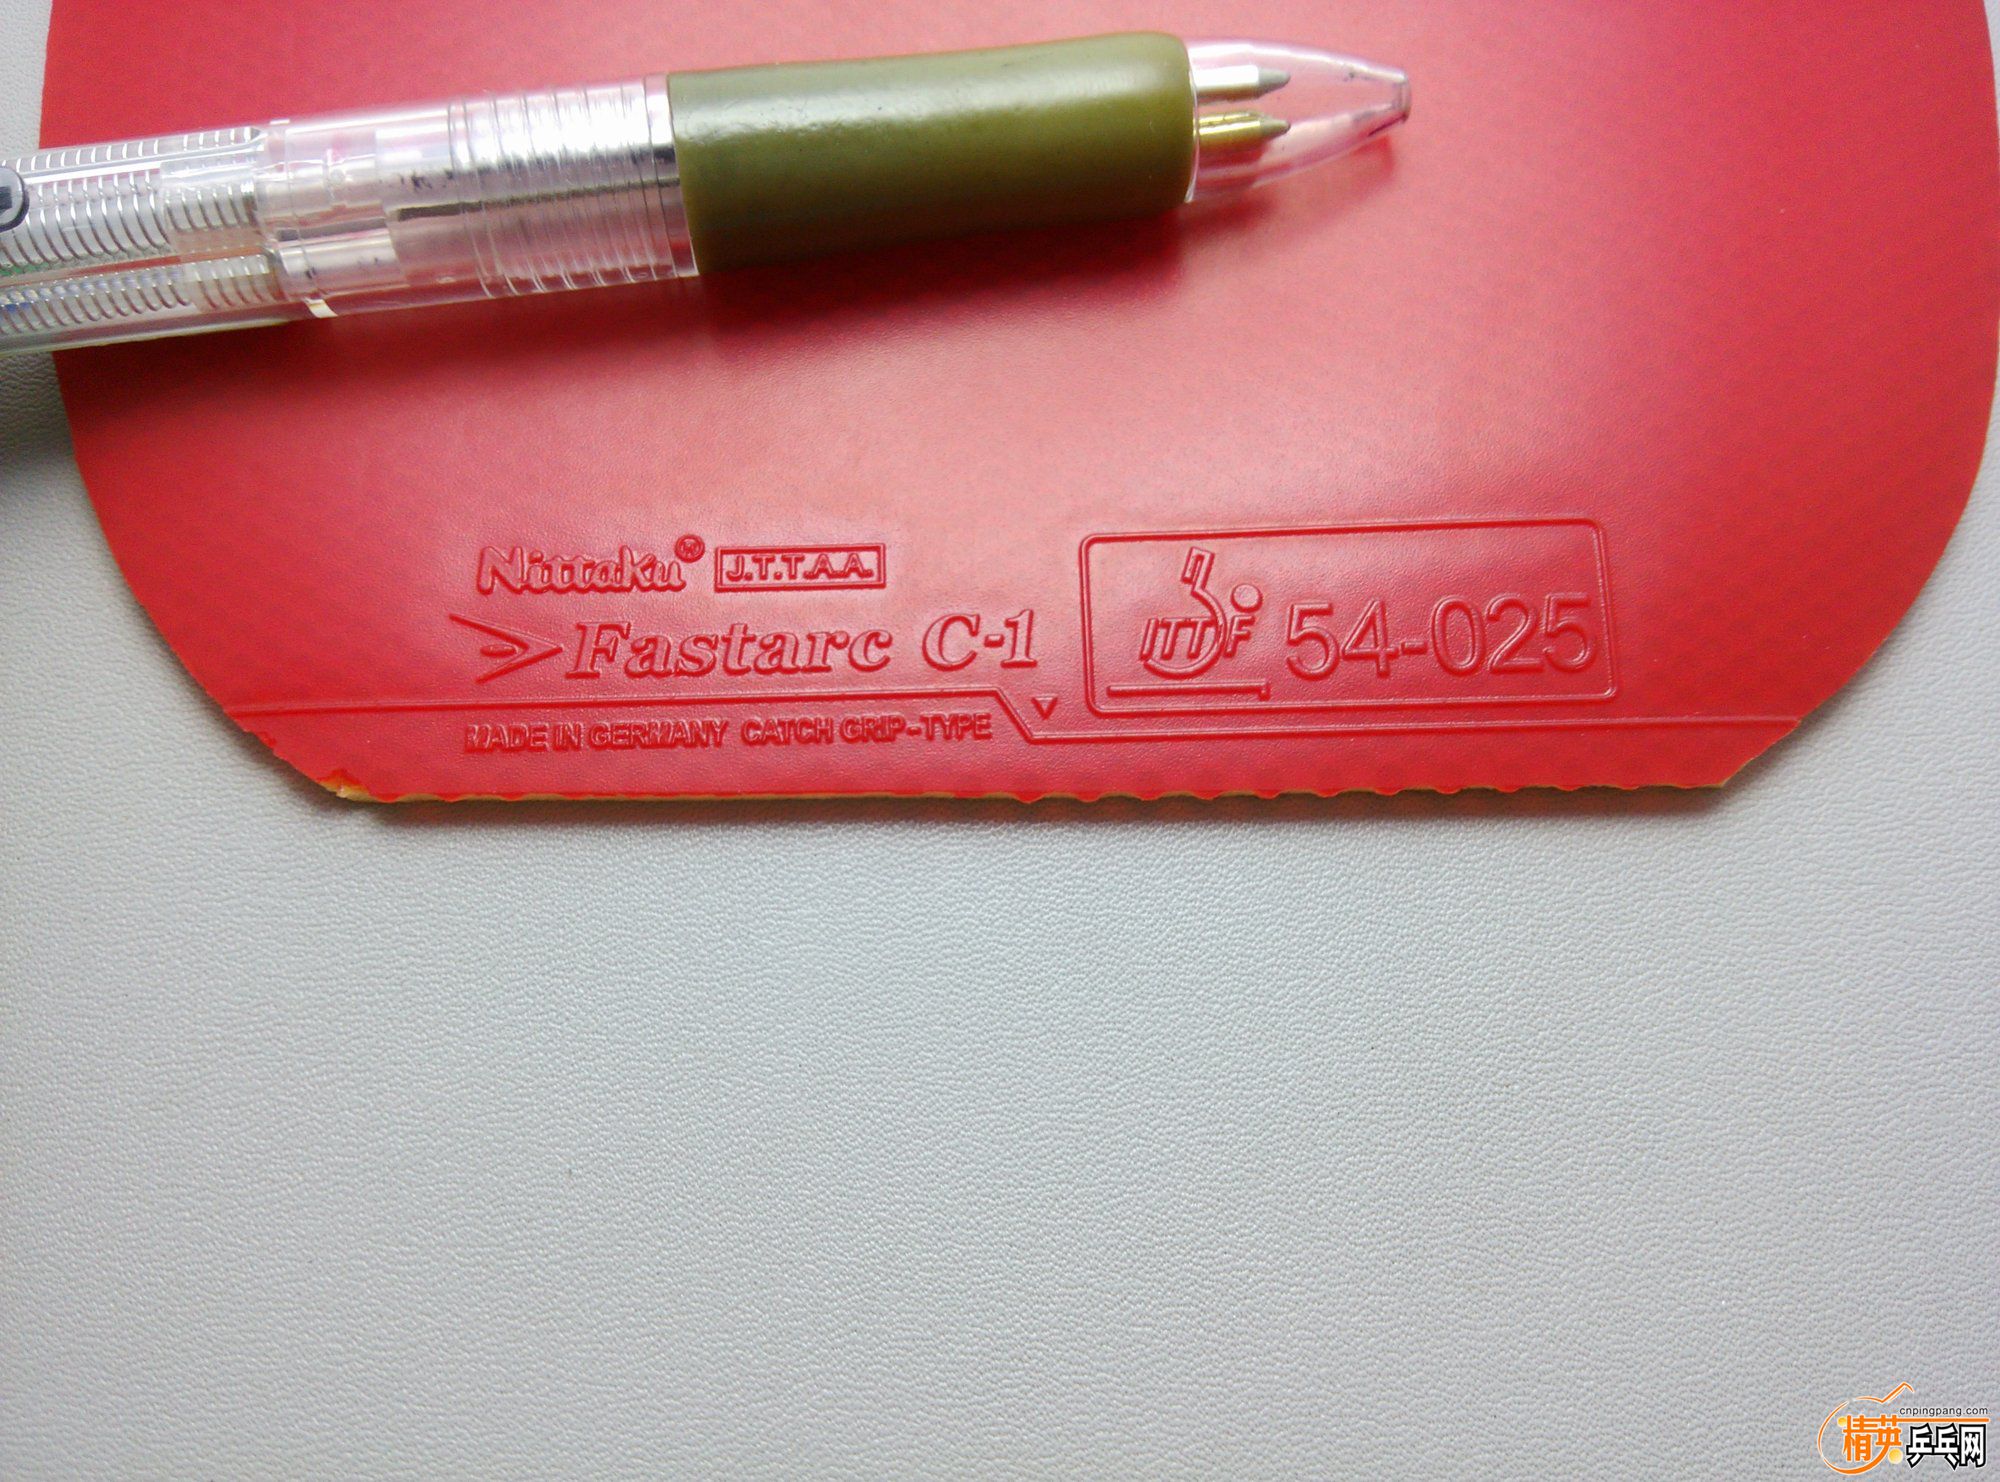 Nittaku® J.T.T.A.A.
Fastarc C-1
ITTF 54-025
MADE IN GERMANY CATCH GRIP-TYPE
cnpingpang.com
精英乒乓网